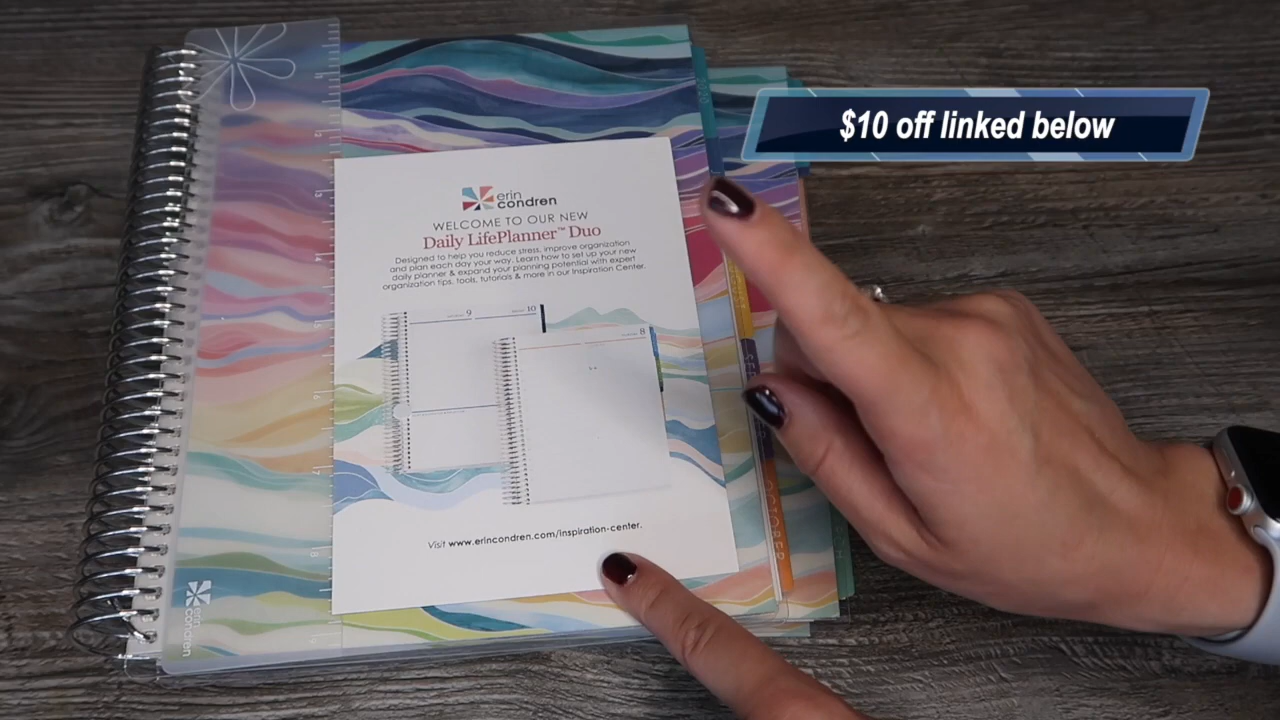 $10 off linked below
erin
condren
WELCOME TO OUR NEW
Daily LifePlanner™ Duo
Designed to help you reduce stress, improve organization
and plan each day your way. Learn how to set up your new
daily planner & expand your planning potential with expert
organization tips, tools, tutorials & more in our Inspiration Center.
9
10
8
Visit www.erincondren.com/inspiration-center.
OCTOBER
erin
condren